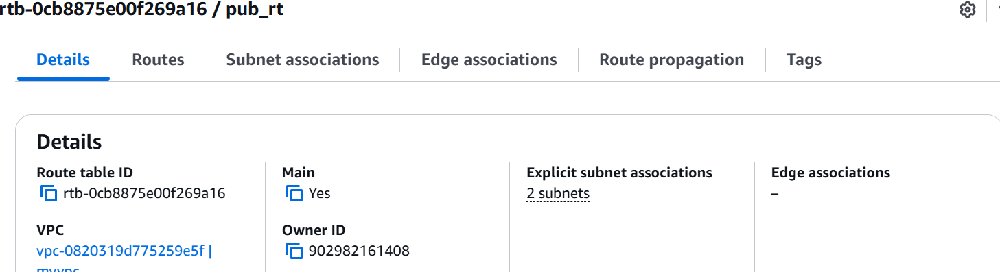 rtb-0cb8875e00f269a16 / pub_rt
Details Routes Subnet associations Edge associations Route propagation Tags
Details
Route table ID Main Explicit subnet associations Edge associations
rtb-0cb8875e00f269a16 Yes 2 subnets –
VPC Owner ID
vpc-0820319d775259e5f | 902982161408
myvpc